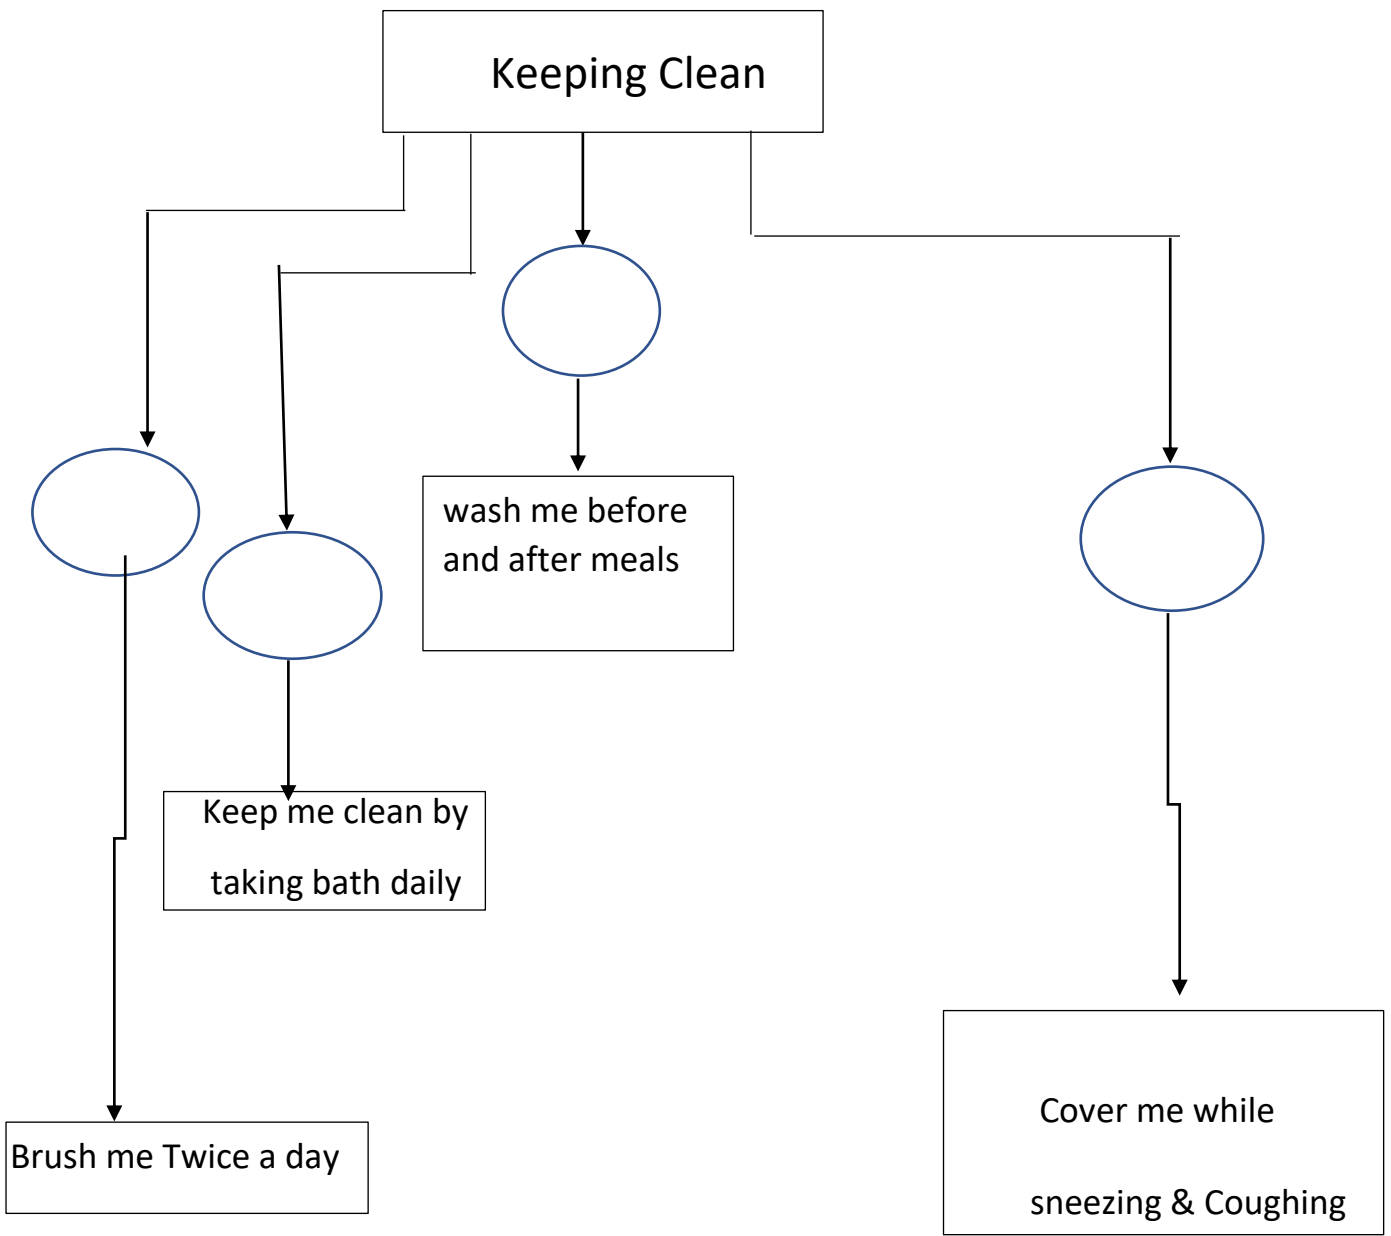 Keeping Clean
wash me before
and after meals
Keep me clean by
taking bath daily
Brush me Twice a day
Cover me while
sneezing & Coughing